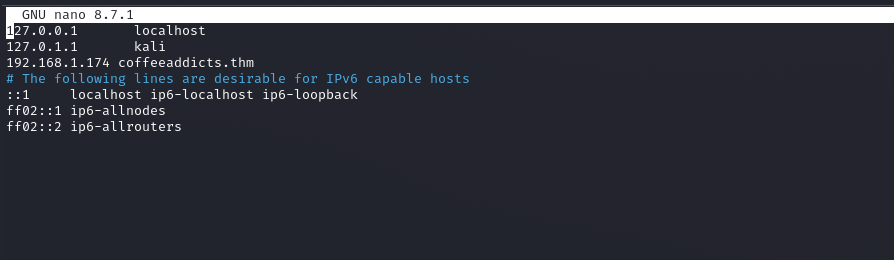 GNU nano 8.7.1
127.0.0.1       localhost
127.0.1.1       kali
192.168.1.174 coffeeaddicts.thm
# The following lines are desirable for IPv6 capable hosts
::1     localhost ip6-localhost ip6-loopback
ff02::1 ip6-allnodes
ff02::2 ip6-allrouters